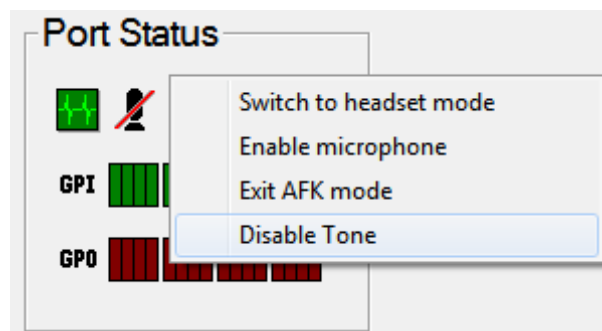 Port Status
Switch to headset mode
Enable microphone
GPI
Exit AFK mode
Disable Tone
GPO